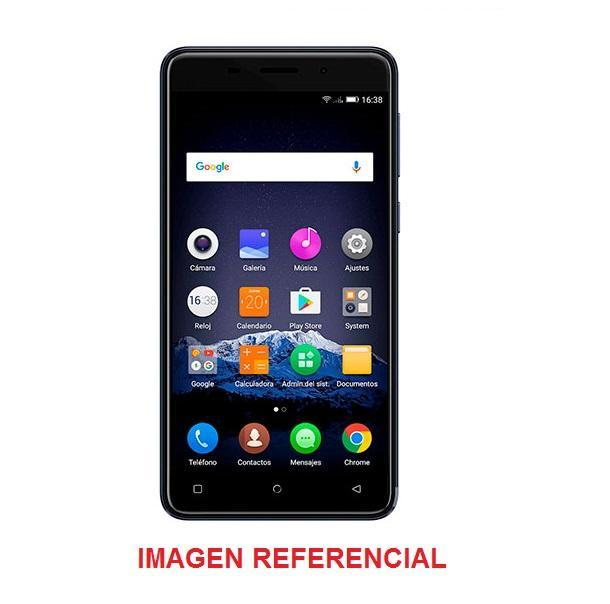 16:38
Google
Cámara Galería Música Ajustes
16:38
Reloj Calendario Play Store System
20
Google Calculadora Admin.del sist. Documentos
Teléfono Contactos Mensajes Chrome
IMAGEN REFERENCIAL